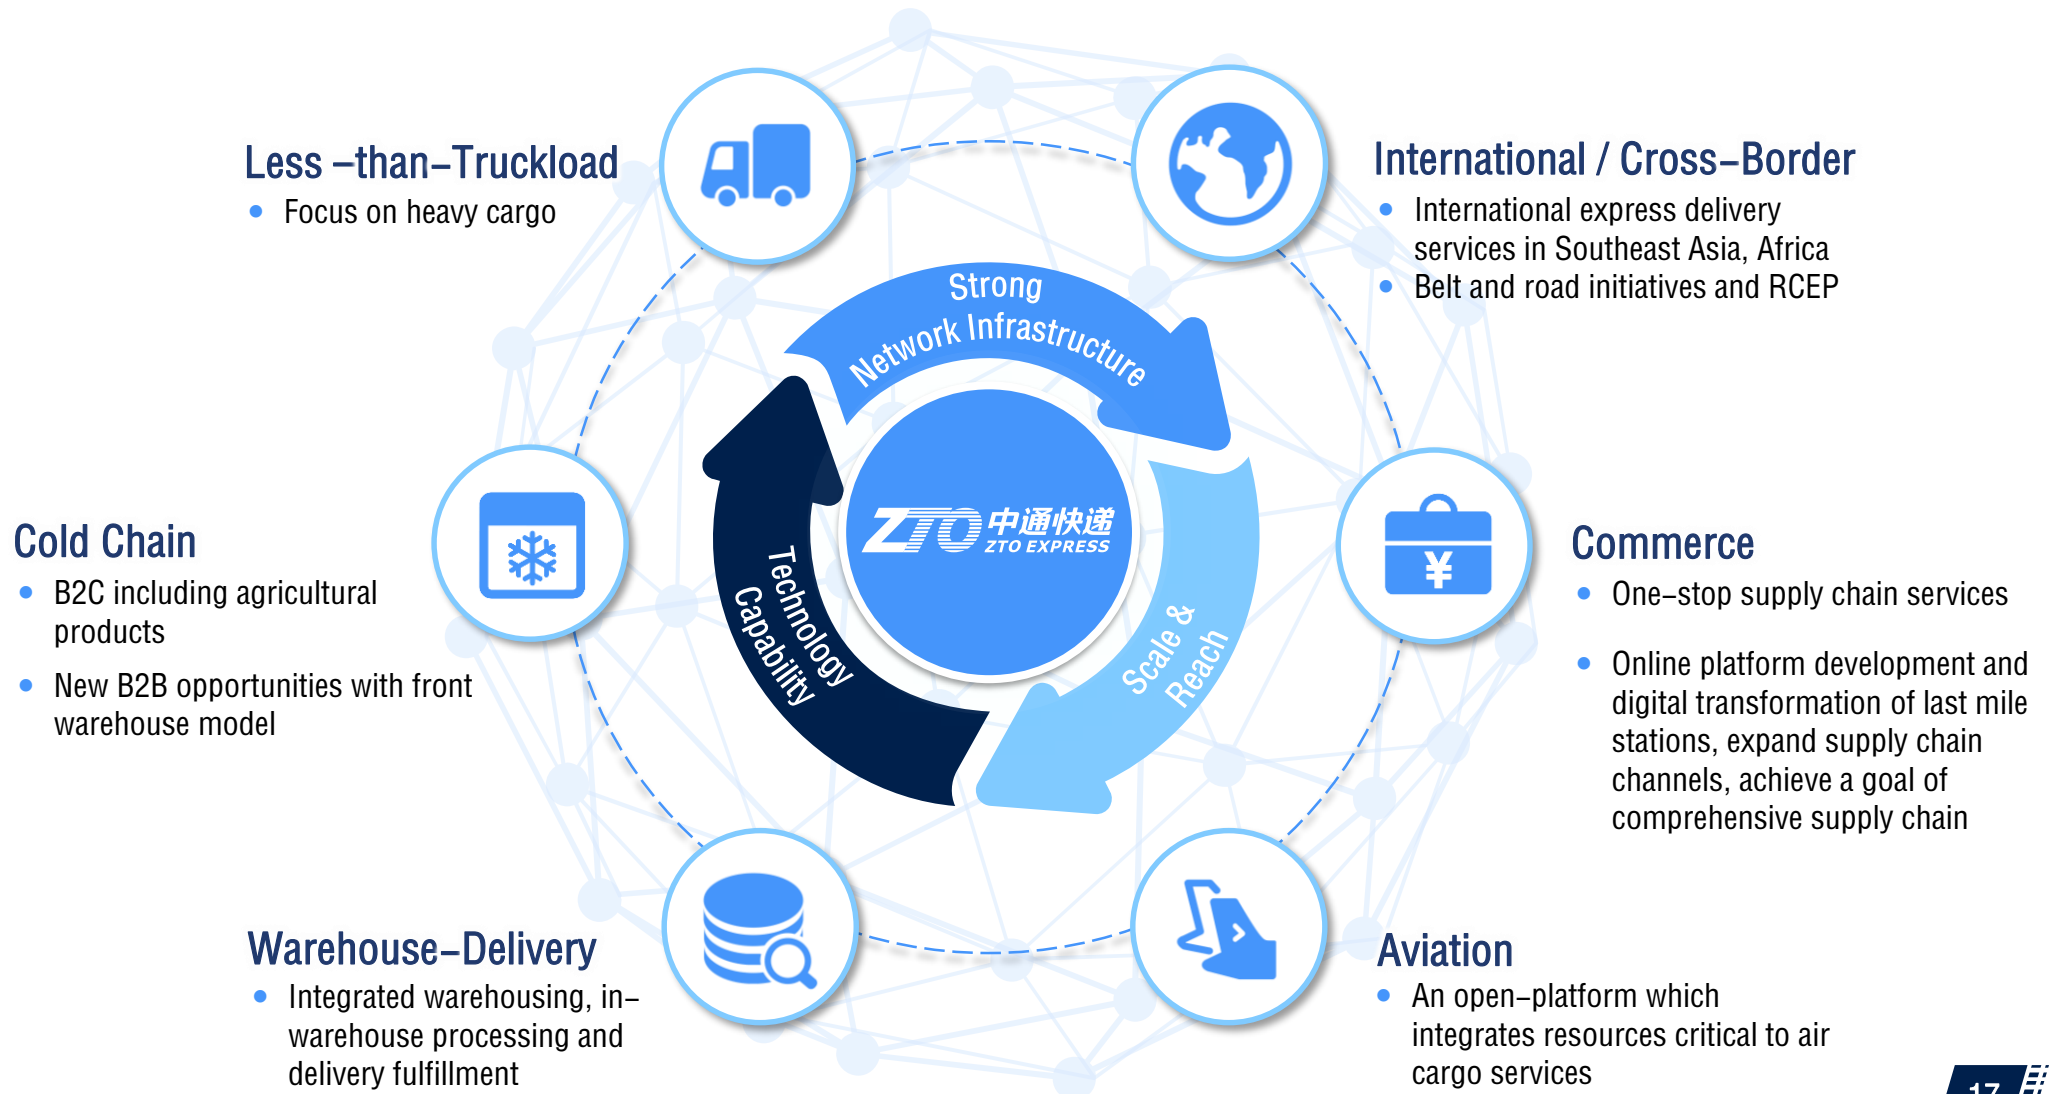 Less –than–Truckload
• Focus on heavy cargo
International / Cross–Border
• International express delivery
services in Southeast Asia, Africa
• Belt and road initiatives and RCEP
Strong
Network Infrastructure
ZTO 中通快递
ZTO EXPRESS
Technology
Capability
Scale &
Reach
Cold Chain
• B2C including agricultural
products
• New B2B opportunities with front
warehouse model
¥
Commerce
• One–stop supply chain services
• Online platform development and
digital transformation of last mile
stations, expand supply chain
channels, achieve a goal of
comprehensive supply chain
Warehouse–Delivery
• Integrated warehousing, in–
warehouse processing and
delivery fulfillment
Aviation
• An open–platform which
integrates resources critical to air
cargo services
17